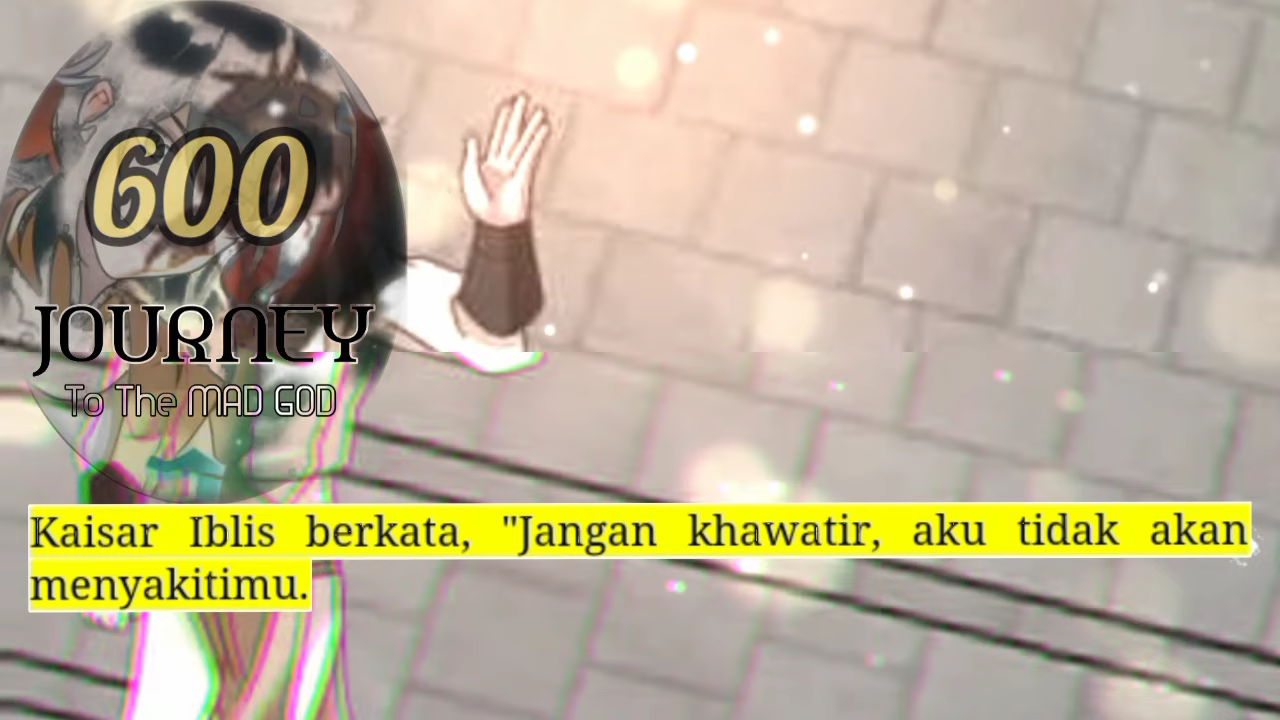 600
JOURNEY
To The MAD GOD
Kaisar Iblis berkata, "Jangan khawatir, aku tidak akan
menyakitimu.